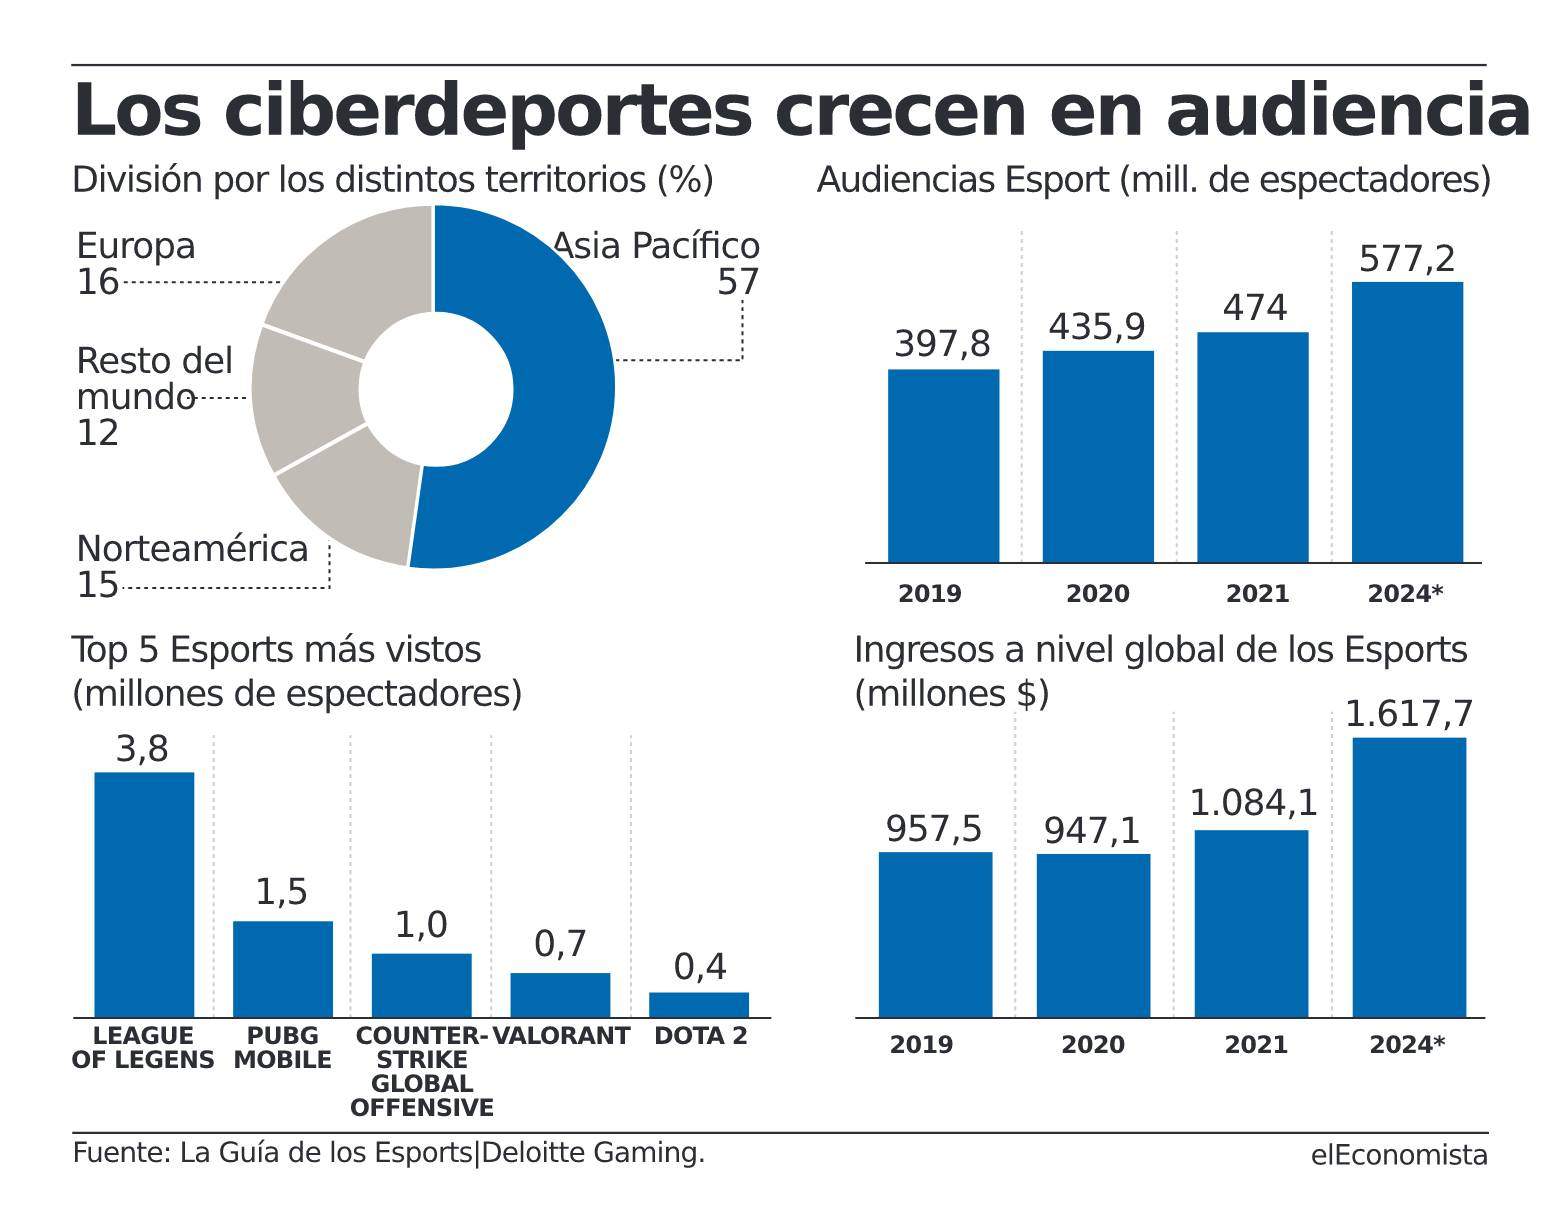 Los ciberdeportes crecen en audiencia
División por los distintos territorios (%)
Europa
16
Asia Pacífico
57
Resto del
mundo
12
Norteamérica
15
Audiencias Esport (mill. de espectadores)
397,8
435,9
474
577,2
2019
2020
2021
2024*
Top 5 Esports más vistos
(millones de espectadores)
3,8
1,5
1,0
0,7
0,4
LEAGUE
OF LEGENS
PUBG
MOBILE
COUNTER-
STRIKE
GLOBAL
OFFENSIVE
VALORANT
DOTA 2
Ingresos a nivel global de los Esports
(millones $)
957,5
947,1
1.084,1
1.617,7
2019
2020
2021
2024*
Fuente: La Guía de los Esports|Deloitte Gaming.
elEconomista